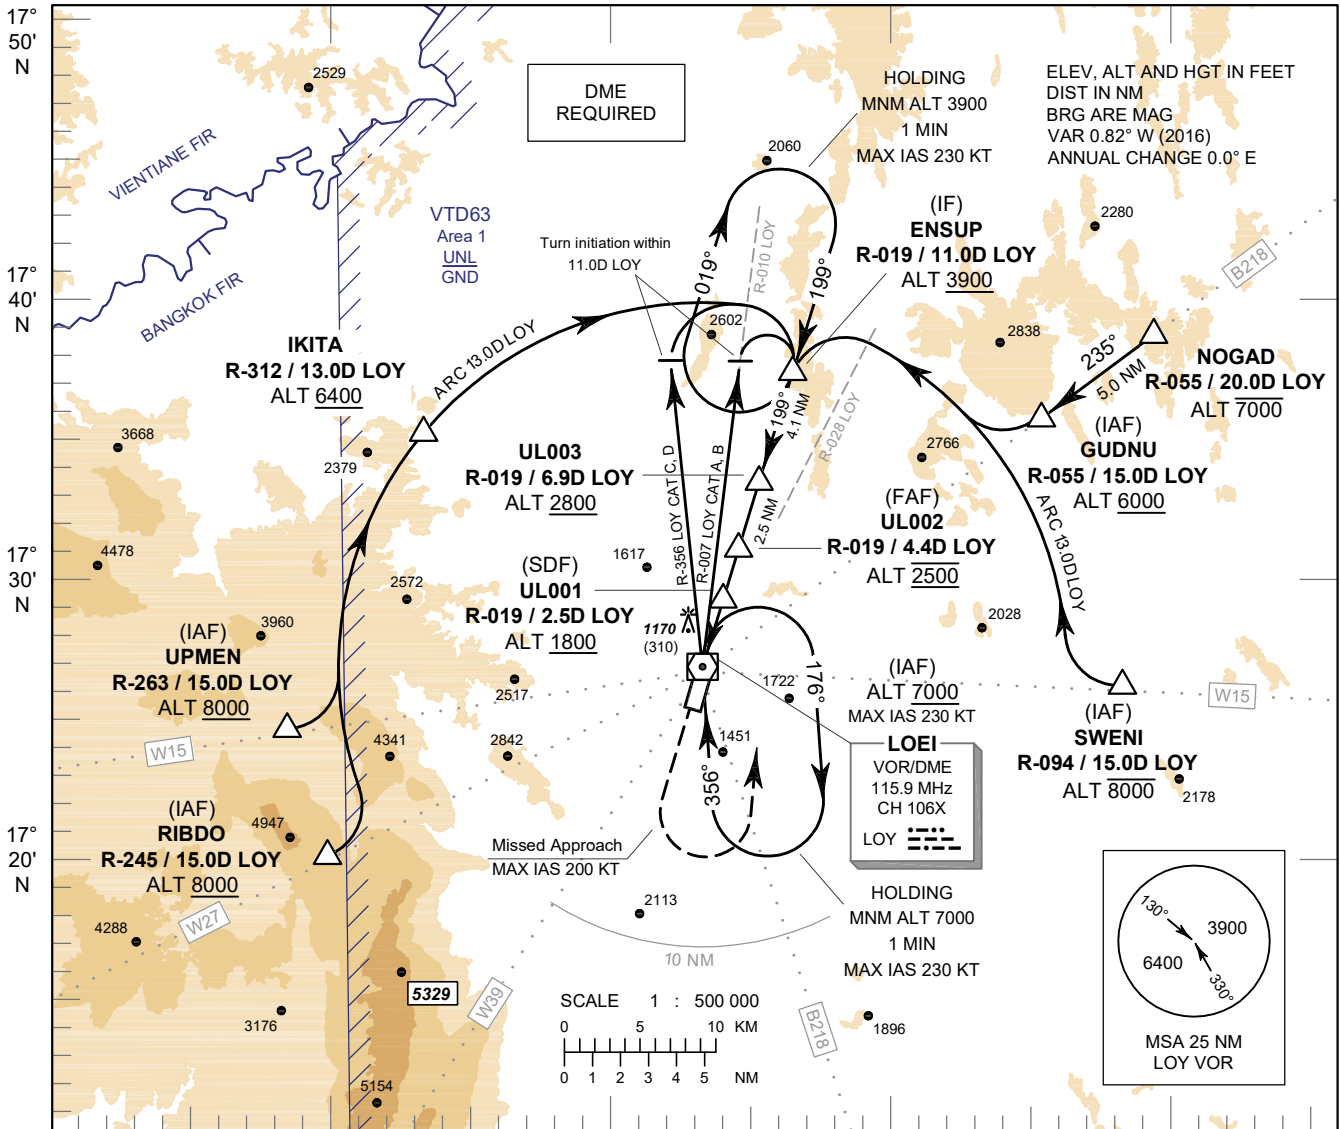 17°
50'
N
2529
DME
REQUIRED
HOLDING
MNM ALT 3900
1 MIN
MAX IAS 230 KT
ELEV, ALT AND HGT IN FEET
DIST IN NM
BRG ARE MAG
VAR 0.82° W (2016)
ANNUAL CHANGE 0.0° E
VIENTIANE FIR
BANGKOK FIR
VTD63
Area 1
UNL
GND
2060
Turn initiation within
11.0D LOY
019°
R-010 LOY
199°
(IF)
ENSUP
R-019 / 11.0D LOY
ALT 3900
2280
B218
17°
40'
N
IKITA
R-312 / 13.0D LOY
ALT 6400
ARC 13.0D LOY
2602
2838
235°
5.0 NM
NOGAD
R-055 / 20.0D LOY
ALT 7000
(IAF)
GUDNU
R-055 / 15.0D LOY
ALT 6000
3668
2379
199°
4.1 NM
R-028 LOY
2766
UL003
R-019 / 6.9D LOY
ALT 2800
R-356 LOY CAT C, D
R-007 LOY CAT A, B
2.5 NM
(FAF)
UL002
R-019 / 4.4D LOY
ALT 2500
ARC 13.0D LOY
4478
17°
30'
N
1617
2572
(SDF)
UL001
R-019 / 2.5D LOY
ALT 1800
1170
(310)
2028
3960
(IAF)
UPMEN
R-263 / 15.0D LOY
ALT 8000
2517
1722
176°
(IAF)
ALT 7000
MAX IAS 230 KT
W15
W15
4341
2842
1451
356°
LOEI
VOR/DME
115.9 MHz
CH 106X
LOY
(IAF)
SWENI
R-094 / 15.0D LOY
ALT 8000
2178
17°
20'
N
(IAF)
RIBDO
R-245 / 15.0D LOY
ALT 8000
4947
Missed Approach
MAX IAS 200 KT
W27
4288
2113
HOLDING
MNM ALT 7000
1 MIN
MAX IAS 230 KT
10 NM
5329
W39
3176
SCALE 1 : 500 000
0 5 10 KM
0 1 2 3 4 5 NM
B218
1896
5154
130°
3900
6400
330°
MSA 25 NM
LOY VOR